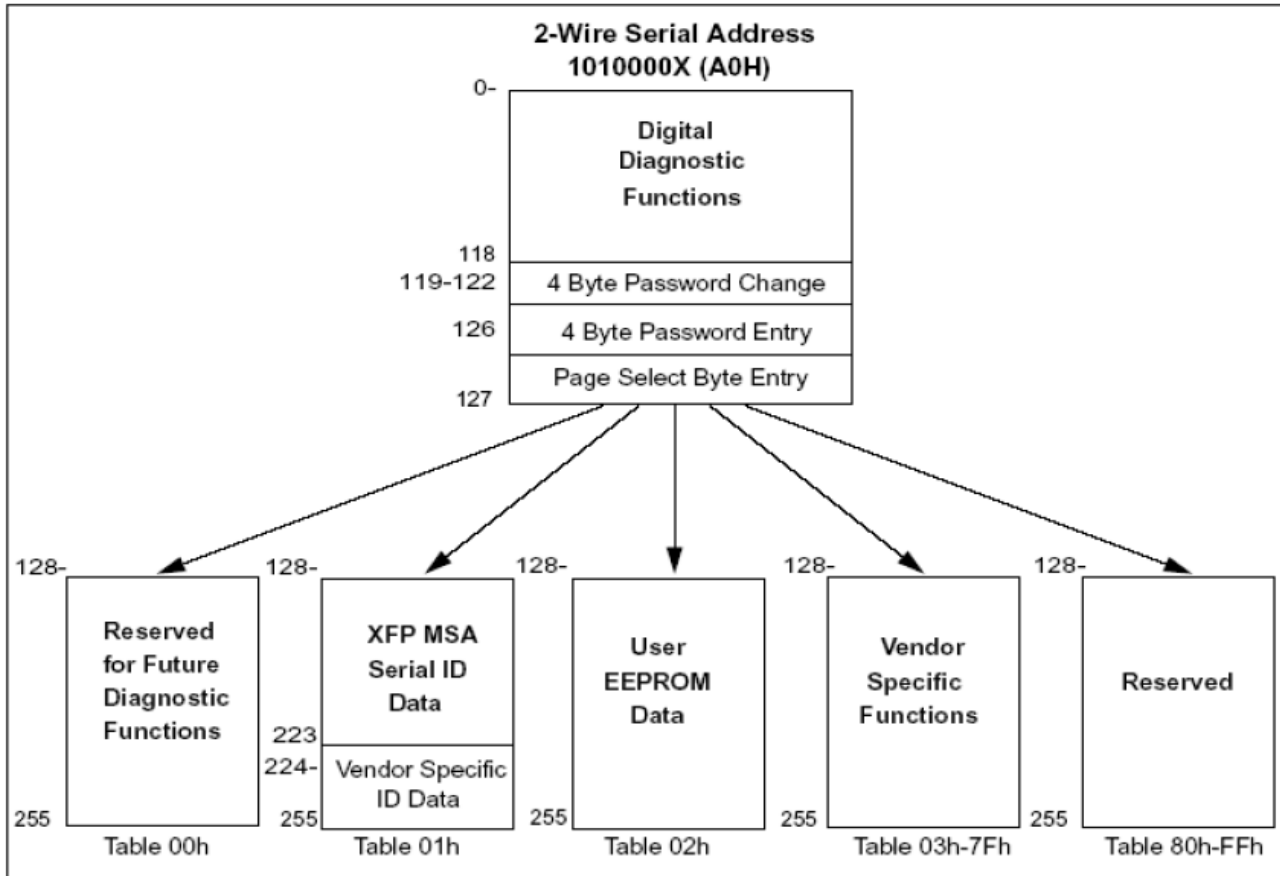 2-Wire Serial Address
1010000X (A0H)
0-
Digital
Diagnostic
Functions
118
119-122
4 Byte Password Change
126
4 Byte Password Entry
Page Select Byte Entry
127
128-
Reserved
for Future
Diagnostic
Functions
255
Table 00h
128-
XFP MSA
Serial ID
Data
223
224-
Vendor Specific
ID Data
255
Table 01h
128-
User
EEPROM
Data
255
Table 02h
128-
Vendor
Specific
Functions
255
Table 03h-7Fh
128-
Reserved
255
Table 80h-FFh